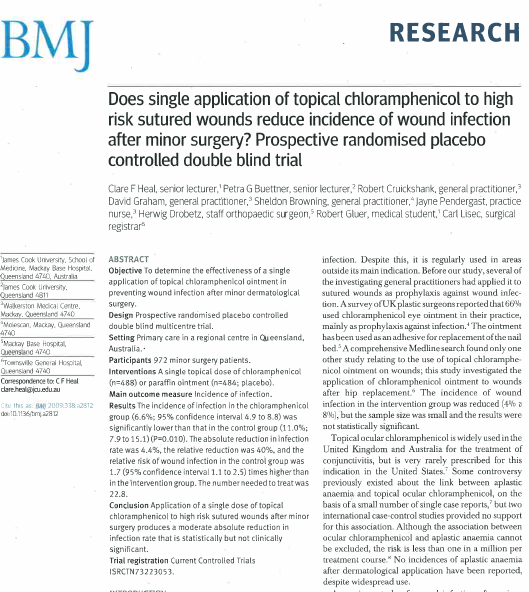 BMJ
RESEARCH
Does single application of topical chloramphenicol to high
risk sutured wounds reduce incidence of wound infection
after minor surgery? Prospective randomised placebo
controlled double blind trial
Clare F Heal, senior lecturer,1 Petra G Buettner, senior lecturer,2 Robert Cruickshank, general practitioner,3
David Graham, general practitioner,3 Sheldon Browning, general practitioner,4 Jayne Pendergast, practice
nurse,3 Herwig Drobetz, staff orthopaedic surgeon,5 Robert Gluer, medical student,1 Carl Lisec, surgical
registrar6
1James Cook University, School of
Medicine, Mackay Base Hospital,
Queensland 4740, Australia
2James Cook University,
Queensland 4811
3Walkerston Medical Centre,
Mackay, Queensland 4740
4Molescan, Mackay, Queensland
4740
5Mackay Base Hospital,
Queensland 4740
6Townsville General Hospital,
Queensland 4740
Correspondence to: C F Heal
clare.heal@jcu.edu.au
Cite this as: BMJ 2009;338:a2812
doi:10.1136/bmj.a2812
ABSTRACT
Objective To determine the effectiveness of a single
application of topical chloramphenicol ointment in
preventing wound infection after minor dermatological
surgery.
Design Prospective randomised placebo controlled
double blind multicentre trial.
Setting Primary care in a regional centre in Queensland,
Australia.
Participants 972 minor surgery patients.
Interventions A single topical dose of chloramphenicol
(n=488) or paraffin ointment (n=484; placebo).
Main outcome measure Incidence of infection.
Results The incidence of infection in the chloramphenicol
group (6.6%; 95% confidence interval 4.9 to 8.8) was
significantly lower than that in the control group (11.0%;
7.9 to 15.1) (P=0.010). The absolute reduction in infection
rate was 4.4%, the relative reduction was 40%, and the
relative risk of wound infection in the control group was
1.7 (95% confidence interval 1.1 to 2.5) times higher than
in the intervention group. The number needed to treat was
22.8.
Conclusion Application of a single dose of topical
chloramphenicol to high risk sutured wounds after minor
surgery produces a moderate absolute reduction in
infection rate that is statistically but not clinically
significant.
Trial registration Current Controlled Trials
ISRCTN73223053.
infection. Despite this, it is regularly used in areas
outside its main indication. Before our study, several of
the investigating general practitioners had applied it to
sutured wounds as prophylaxis against wound infec-
tion. A survey of UK plastic surgeons reported that 66%
used chloramphenicol eye ointment in their practice,
mainly as prophylaxis against infection.4 The ointment
has been used as an adhesive for replacement of the nail
bed.5 A comprehensive Medline search found only one
other study relating to the use of topical chloramphe-
nicol ointment on wounds; this study investigated the
application of chloramphenicol ointment to wounds
after hip replacement.6 The incidence of wound
infection in the intervention group was reduced (4% v
8%), but the sample size was small and the results were
not statistically significant.
Topical ocular chloramphenicol is widely used in the
United Kingdom and Australia for the treatment of
conjunctivitis, but is very rarely prescribed for this
indication in the United States.7 Some controversy
previously existed about the link between aplastic
anaemia and topical ocular chloramphenicol, on the
basis of a small number of single case reports,7 but two
international case-control studies provided no support
for this association. Although the association between
ocular chloramphenicol and aplastic anaemia cannot
be excluded, the risk is less than one in a million per
treatment course.8 No incidences of aplastic anaemia
after dermatological application have been reported,
despite widespread use.